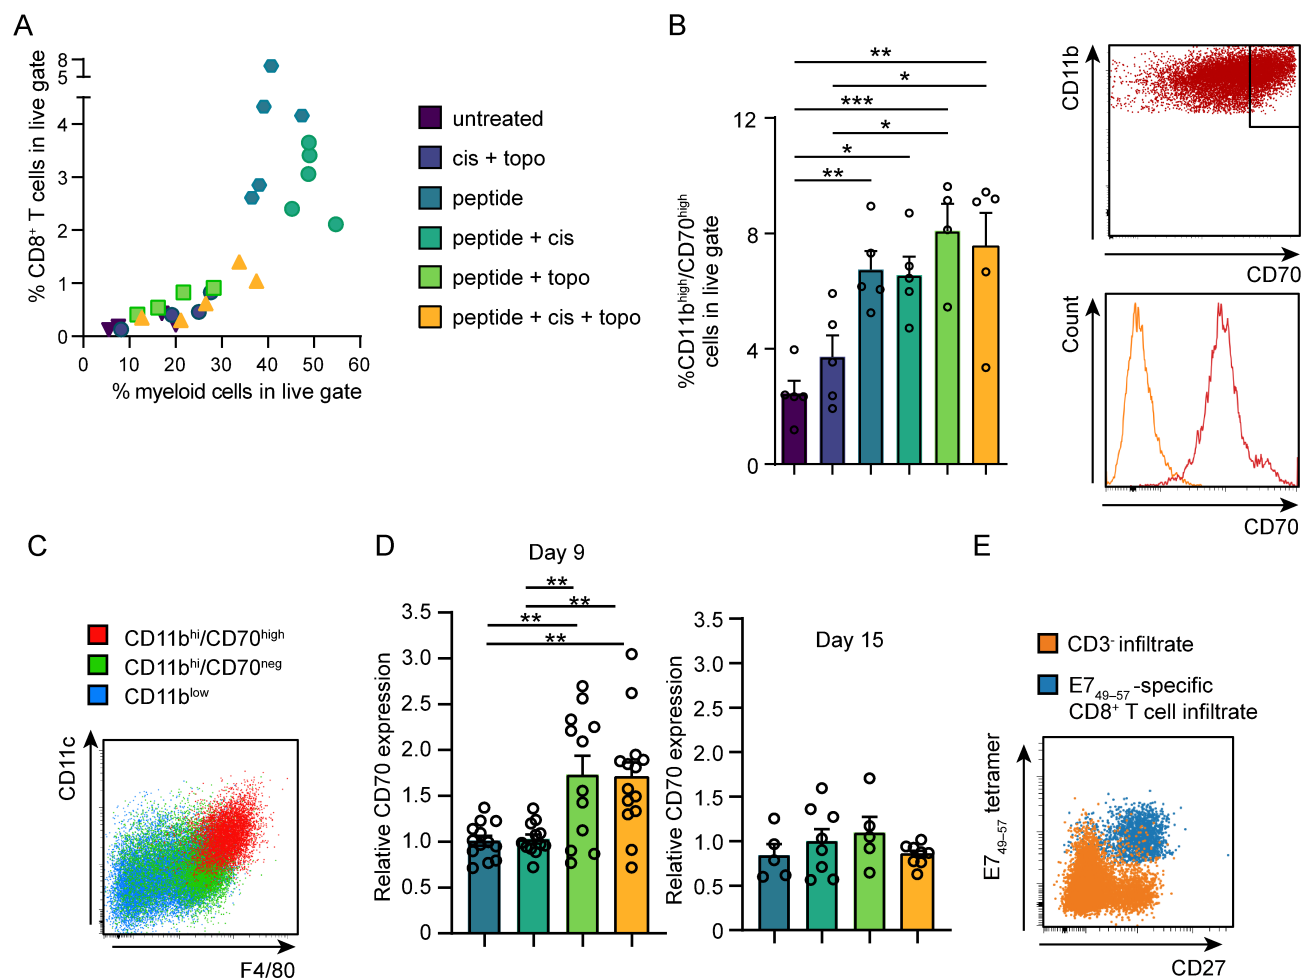 A
% CD8+ T cells in live gate
8
5
4
3
2
1
0
0 10 20 30 40 50 60
% myeloid cells in live gate
untreated
cis + topo
peptide
peptide + cis
peptide + topo
peptide + cis + topo
B
%CD11bhigh/CD70high
cells in live gate
12
8
4
0
**
*
***
*
*
**
CD11b
CD70
Count
CD70
C
CD11bhi/CD70high
CD11bhi/CD70neg
CD11blow
CD11c
F4/80
D
Day 9
**
**
**
**
Relative CD70 expression
3.5
3.0
2.5
2.0
1.5
1.0
0.5
0
Day 15
Relative CD70 expression
3.5
3.0
2.5
2.0
1.5
1.0
0.5
0
E
CD3- infiltrate
E749–57-specific
CD8+ T cell infiltrate
E749–57 tetramer
CD27